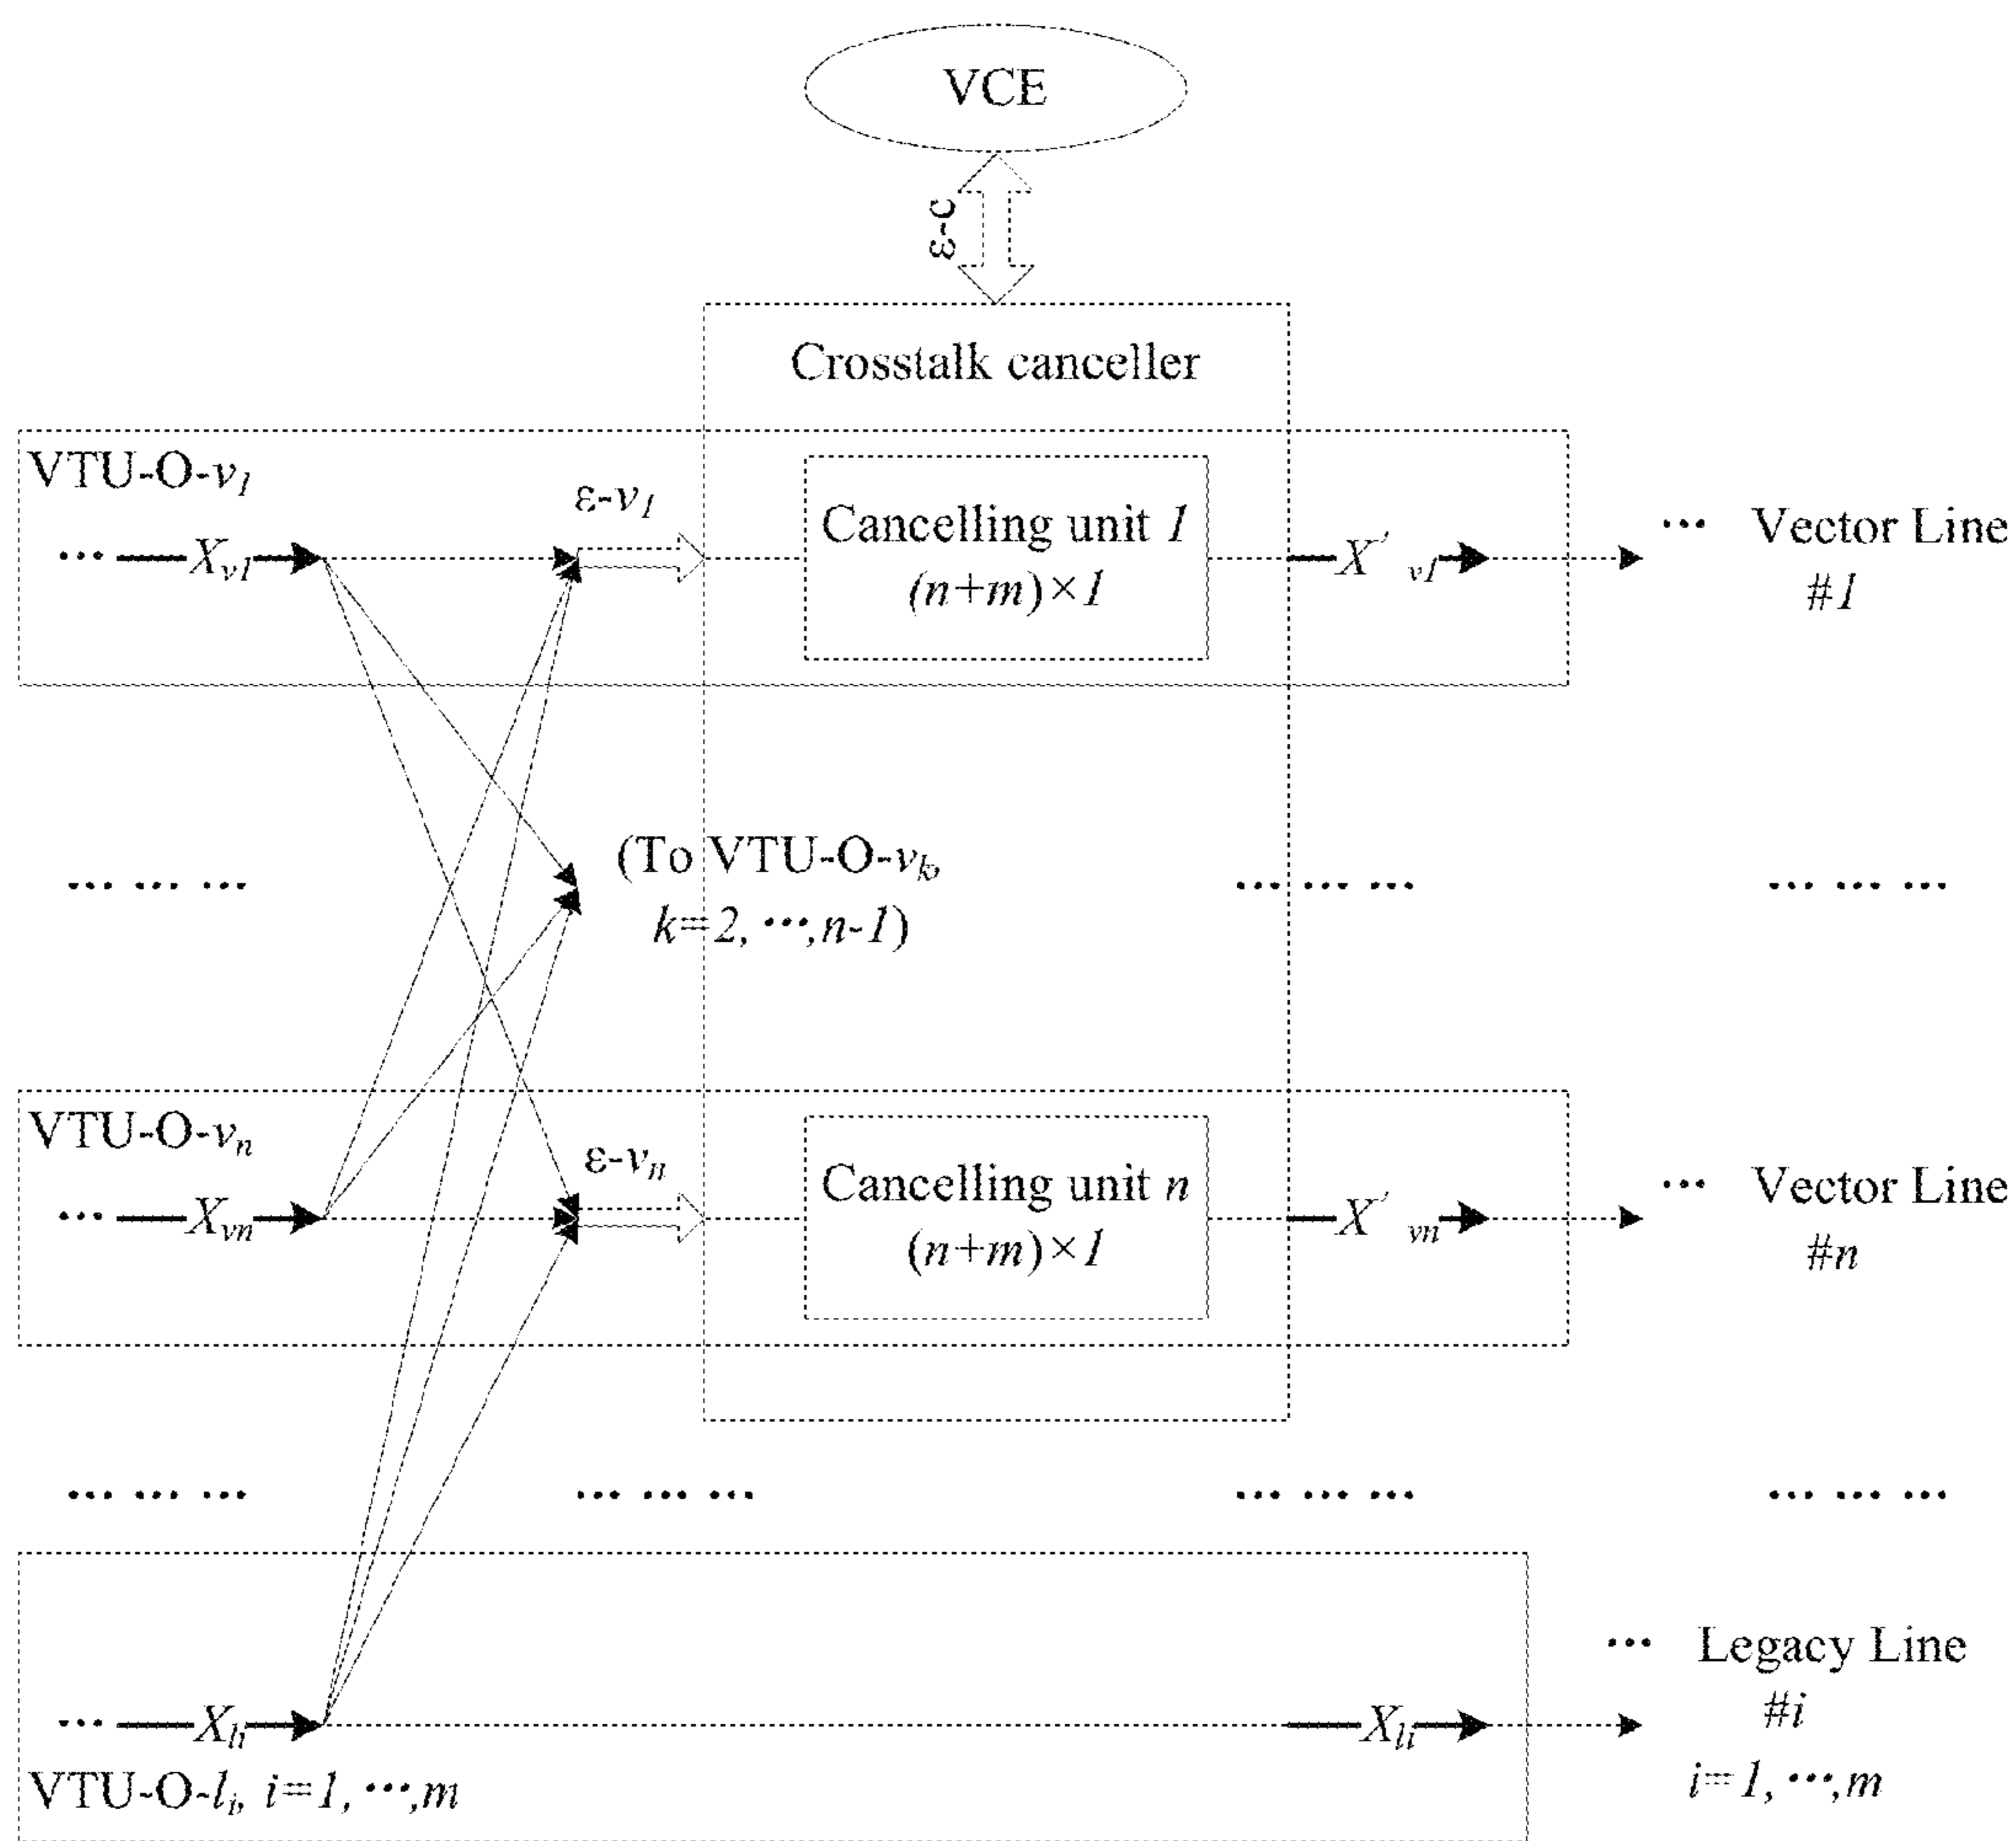 VCE
ε-c
Crosstalk canceller
VTU-O-v1
ε-v1
··· Xv1
Cancelling unit 1
(n+m)×1
X′v1
··· Vector Line
#1
··· ··· ···
(To VTU-O-vk,
k=2, ···,n-1)
··· ··· ···
··· ··· ···
VTU-O-vn
ε-vn
··· Xvn
Cancelling unit n
(n+m)×1
X′vn
··· Vector Line
#n
··· ··· ···
··· ··· ···
··· ··· ···
··· ··· ···
··· Xli
Xli
··· Legacy Line
#i
i=1, ···,m
VTU-O-li, i=1, ···,m